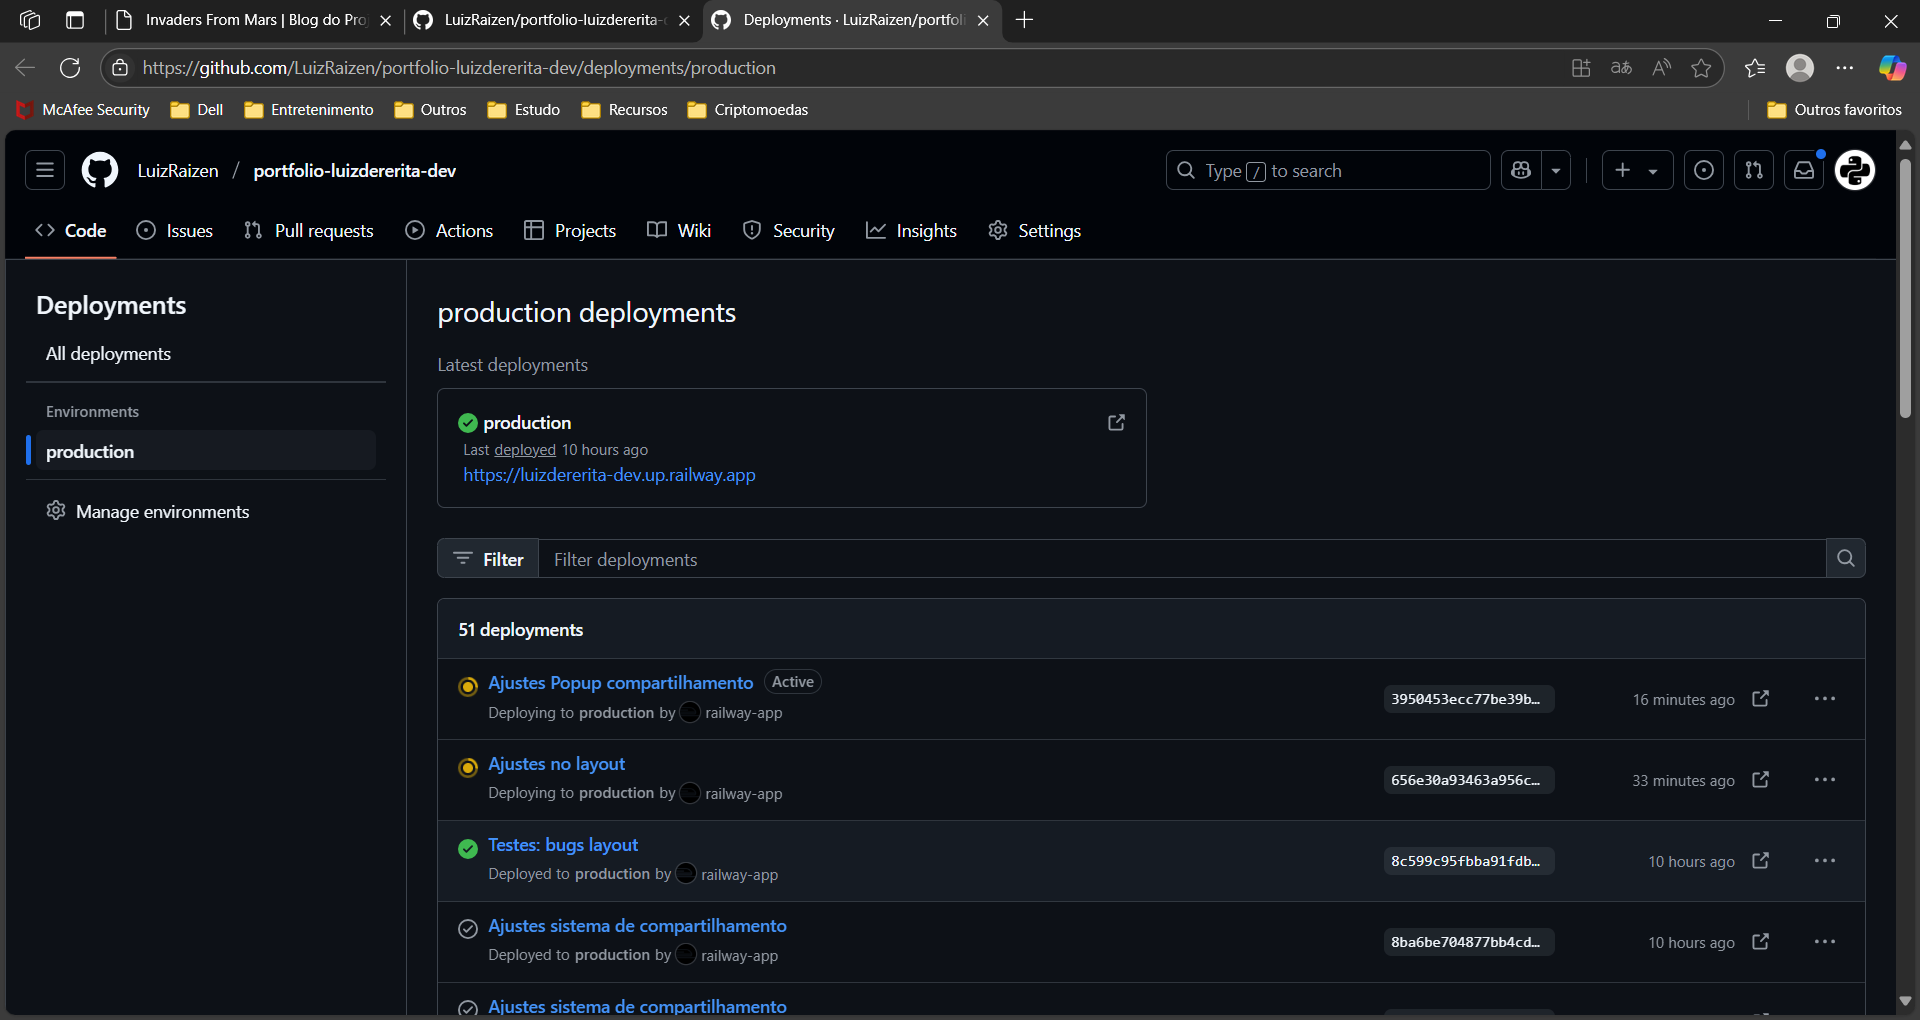 Invaders From Mars | Blog do Pro
LuizRaizen/portfolio-luizdererita-
Deployments · LuizRaizen/portfoli
https://github.com/LuizRaizen/portfolio-luizdererita-dev/deployments/production
McAfee Security
Dell
Entretenimento
Outros
Estudo
Recursos
Criptomoedas
Outros favoritos
LuizRaizen / portfolio-luizdererita-dev
Type / to search
Code
Issues
Pull requests
Actions
Projects
Wiki
Security
Insights
Settings
Deployments
All deployments
Environments
production
Manage environments
production deployments
Latest deployments
production
Last deployed 10 hours ago
https://luizdererita-dev.up.railway.app
Filter
Filter deployments
51 deployments
Ajustes Popup compartilhamento Active
Deploying to production by railway-app
3950453ecc77be39b…
16 minutes ago
Ajustes no layout
Deploying to production by railway-app
656e30a93463a956c…
33 minutes ago
Testes: bugs layout
Deployed to production by railway-app
8c599c95fbba91fdb…
10 hours ago
Ajustes sistema de compartilhamento
Deployed to production by railway-app
8ba6be704877bb4cd…
10 hours ago
Ajustes sistema de compartilhamento